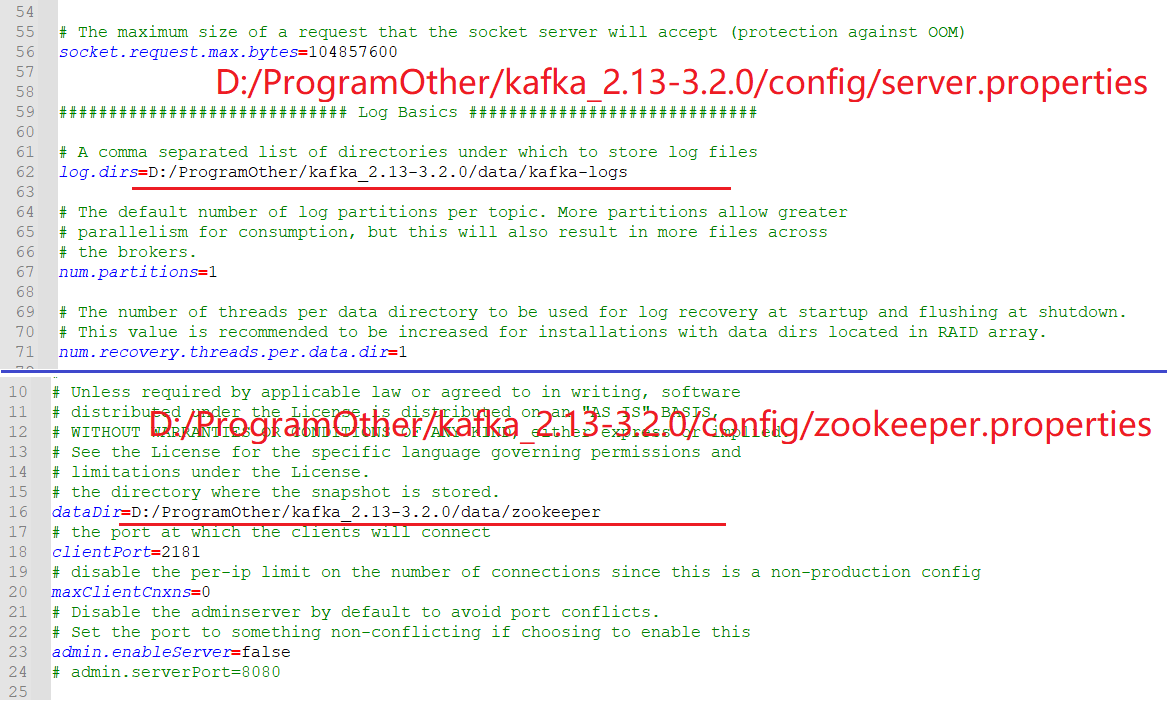 54
55 # The maximum size of a request that the socket server will accept (protection against OOM)
56 socket.request.max.bytes=104857600
57
D:/ProgramOther/kafka_2.13-3.2.0/config/server.properties
58
59 ############################# Log Basics #############################
60
61 # A comma separated list of directories under which to store log files
62 log.dirs=D:/ProgramOther/kafka_2.13-3.2.0/data/kafka-logs
63
64 # The default number of log partitions per topic. More partitions allow greater
65 # parallelism for consumption, but this will also result in more files across
66 # the brokers.
67 num.partitions=1
68
69 # The number of threads per data directory to be used for log recovery at startup and flushing at shutdown.
70 # This value is recommended to be increased for installations with data dirs located in RAID array.
71 num.recovery.threads.per.data.dir=1
10 # Unless required by applicable law or agreed to in writing, software
11 # distributed under the License is distributed on an "AS IS" BASIS,
D:/ProgramOther/kafka_2.13-3.2.0/config/zookeeper.properties
12 # WITHOUT WARRANTIES OR CONDITIONS OF ANY KIND, either express or implied.
13 # See the License for the specific language governing permissions and
14 # limitations under the License.
15 # the directory where the snapshot is stored.
16 dataDir=D:/ProgramOther/kafka_2.13-3.2.0/data/zookeeper
17 # the port at which the clients will connect
18 clientPort=2181
19 # disable the per-ip limit on the number of connections since this is a non-production config
20 maxClientCnxns=0
21 # Disable the adminserver by default to avoid port conflicts.
22 # Set the port to something non-conflicting if choosing to enable this
23 admin.enableServer=false
24 # admin.serverPort=8080
25